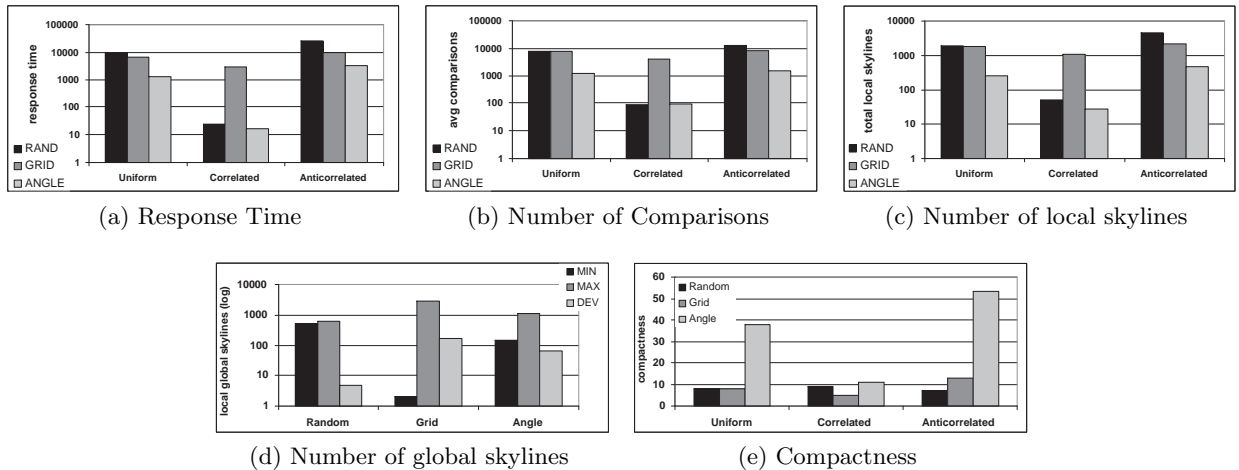 response time
100000
10000
1000
100
10
1
RAND
GRID
ANGLE
Uniform
Correlated
Anticorrelated
(a) Response Time
avg comparisons
100000
10000
1000
100
10
1
RAND
GRID
ANGLE
Uniform
Correlated
Anticorrelated
(b) Number of Comparisons
total local skylines
10000
1000
100
10
1
RAND
GRID
ANGLE
Uniform
Correlated
Anticorrelated
(c) Number of local skylines
local global skylines (log)
10000
1000
100
10
1
MIN
MAX
DEV
Random
Grid
Angle
(d) Number of global skylines
compactness
60
50
40
30
20
10
0
Random
Grid
Angle
Uniform
Correlated
Anticorrelated
(e) Compactness